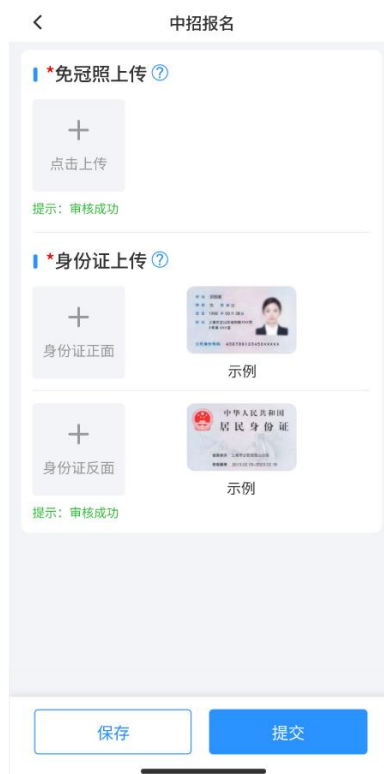 中招报名
*免冠照上传?
点击上传
提示：审核成功
*身份证上传?
身份证正面
示例
中华人民共和国
居民身份证
身份证反面
示例
提示：审核成功
保存
提交